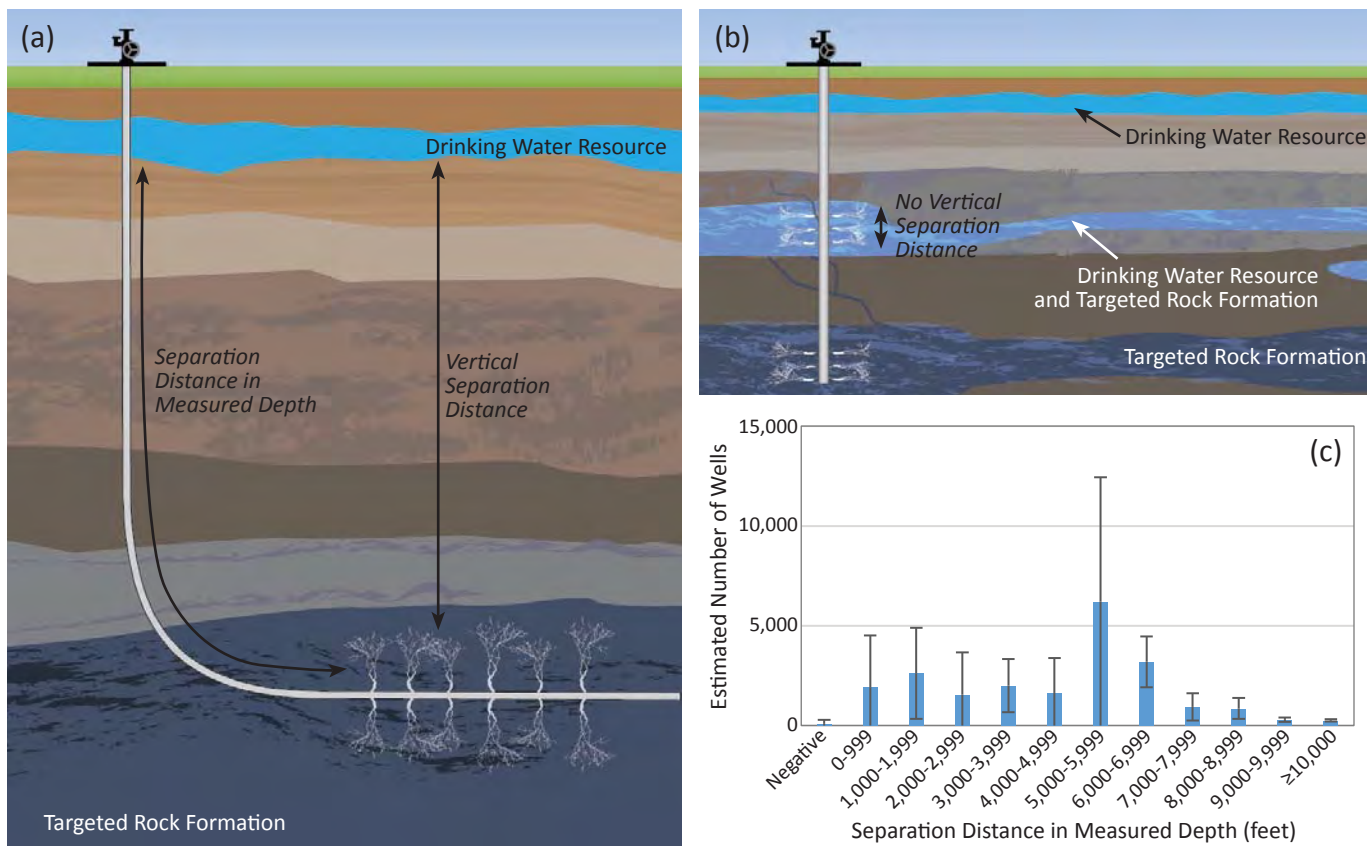 (a)
Drinking Water Resource
Separation
Distance in
Measured Depth
Vertical
Separation
Distance
Targeted Rock Formation
(b)
Drinking Water Resource
No Vertical
Separation
Distance
Drinking Water Resource
and Targeted Rock Formation
Targeted Rock Formation
(c)
Estimated Number of Wells
15,000
10,000
5,000
0
Negative
0-999
1,000-1,999
2,000-2,999
3,000-3,999
4,000-4,999
5,000-5,999
6,000-6,999
7,000-7,999
8,000-8,999
9,000-9,999
≥10,000
Separation Distance in Measured Depth (feet)